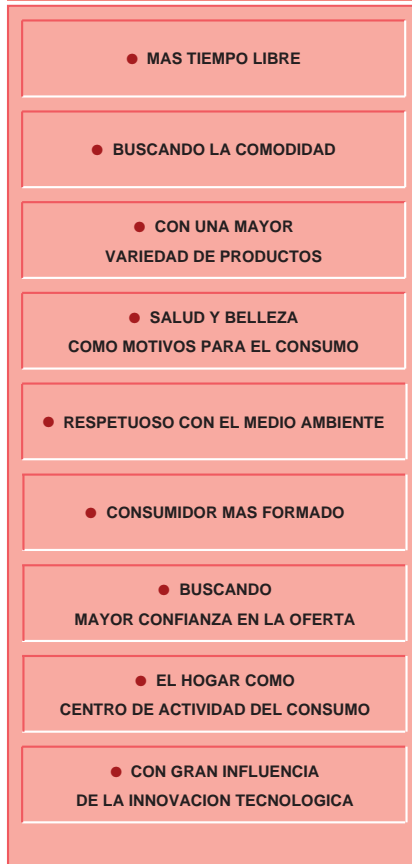 ● MAS TIEMPO LIBRE
● BUSCANDO LA COMODIDAD
● CON UNA MAYOR
VARIEDAD DE PRODUCTOS
● SALUD Y BELLEZA
COMO MOTIVOS PARA EL CONSUMO
● RESPETUOSO CON EL MEDIO AMBIENTE
● CONSUMIDOR MAS FORMADO
● BUSCANDO
MAYOR CONFIANZA EN LA OFERTA
● EL HOGAR COMO
CENTRO DE ACTIVIDAD DEL CONSUMO
● CON GRAN INFLUENCIA
DE LA INNOVACION TECNOLOGICA